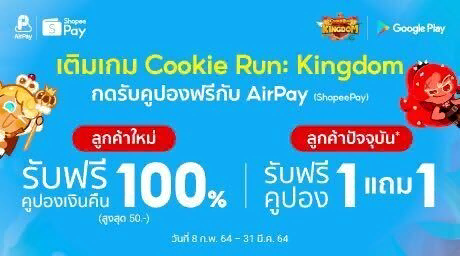 AirPay
Shopee Pay
Cookie Run KINGDOM
Google Play
เติมเกม Cookie Run: Kingdom
กดรับคูปองฟรีกับ AirPay (ShopeePay)
ลูกค้าใหม่
รับฟรี
คูปองเงินคืน
100%
(สูงสุด 50.-)
ลูกค้าปัจจุบัน*
รับฟรี
คูปอง
1 แถม 1
วันที่ 8 ก.พ. 64 – 31 มี.ค. 64